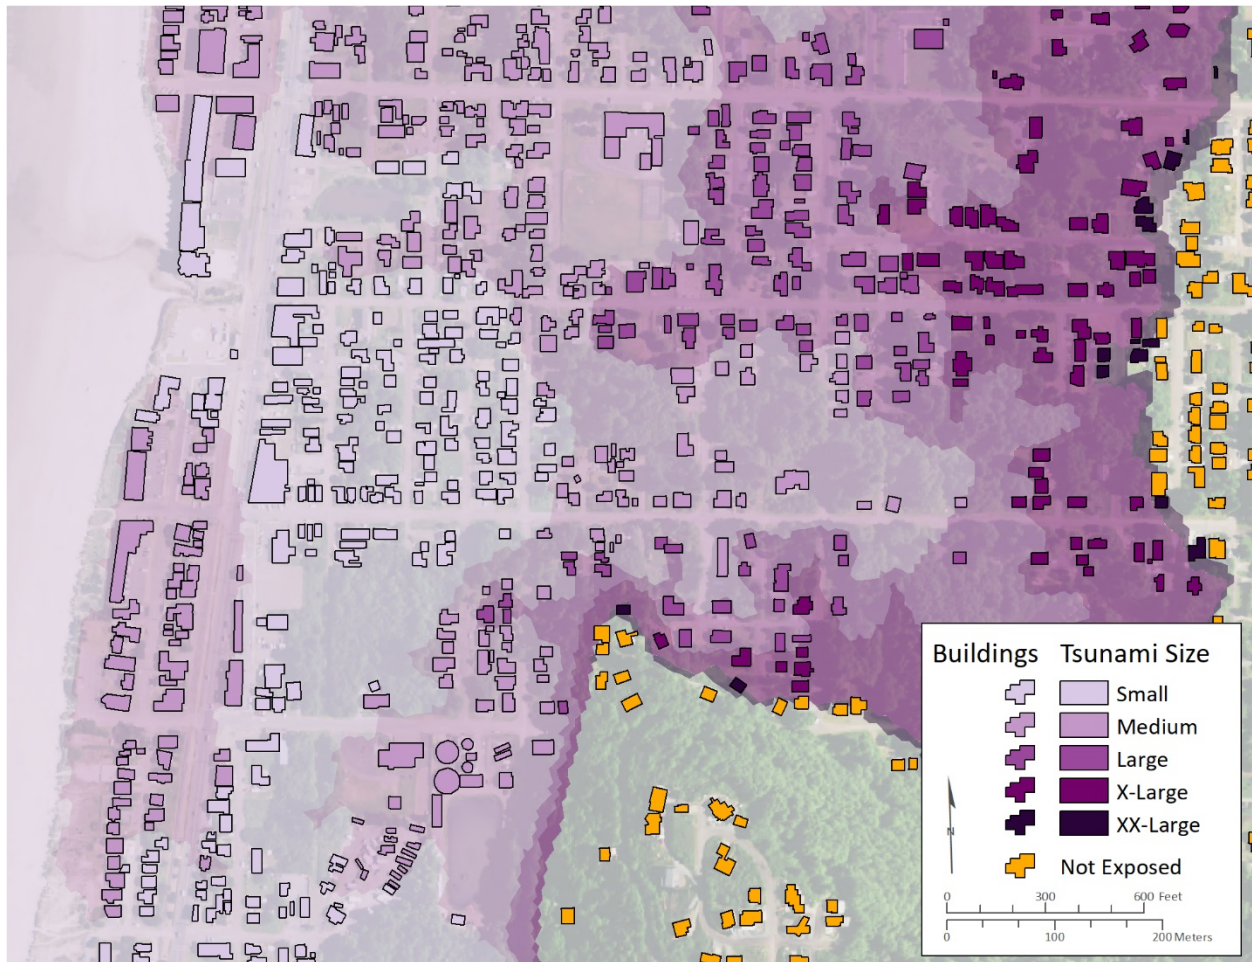 Buildings Tsunami Size
Small
Medium
Large
X-Large
XX-Large
Not Exposed
N
0 300 600 Feet
0 100 200 Meters